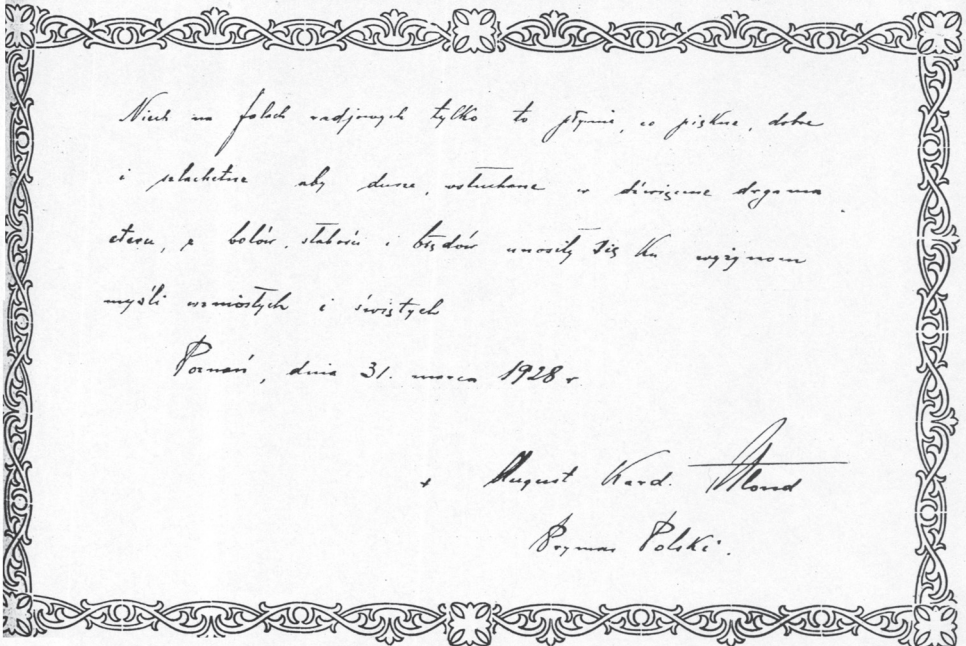 Niech na falach radjowych tylko to płynie, co piękne, dobre
i szlachetne aby dusze, wsłuchane w dźwięczne drgania
eteru, z bólów, słabości i błędów unosiły się ku wyżynom
myśli wzniosłych i świętych
Poznań, dnia 31. marca 1928 r.
+ August Kard. Hlond
Prymas Polski.